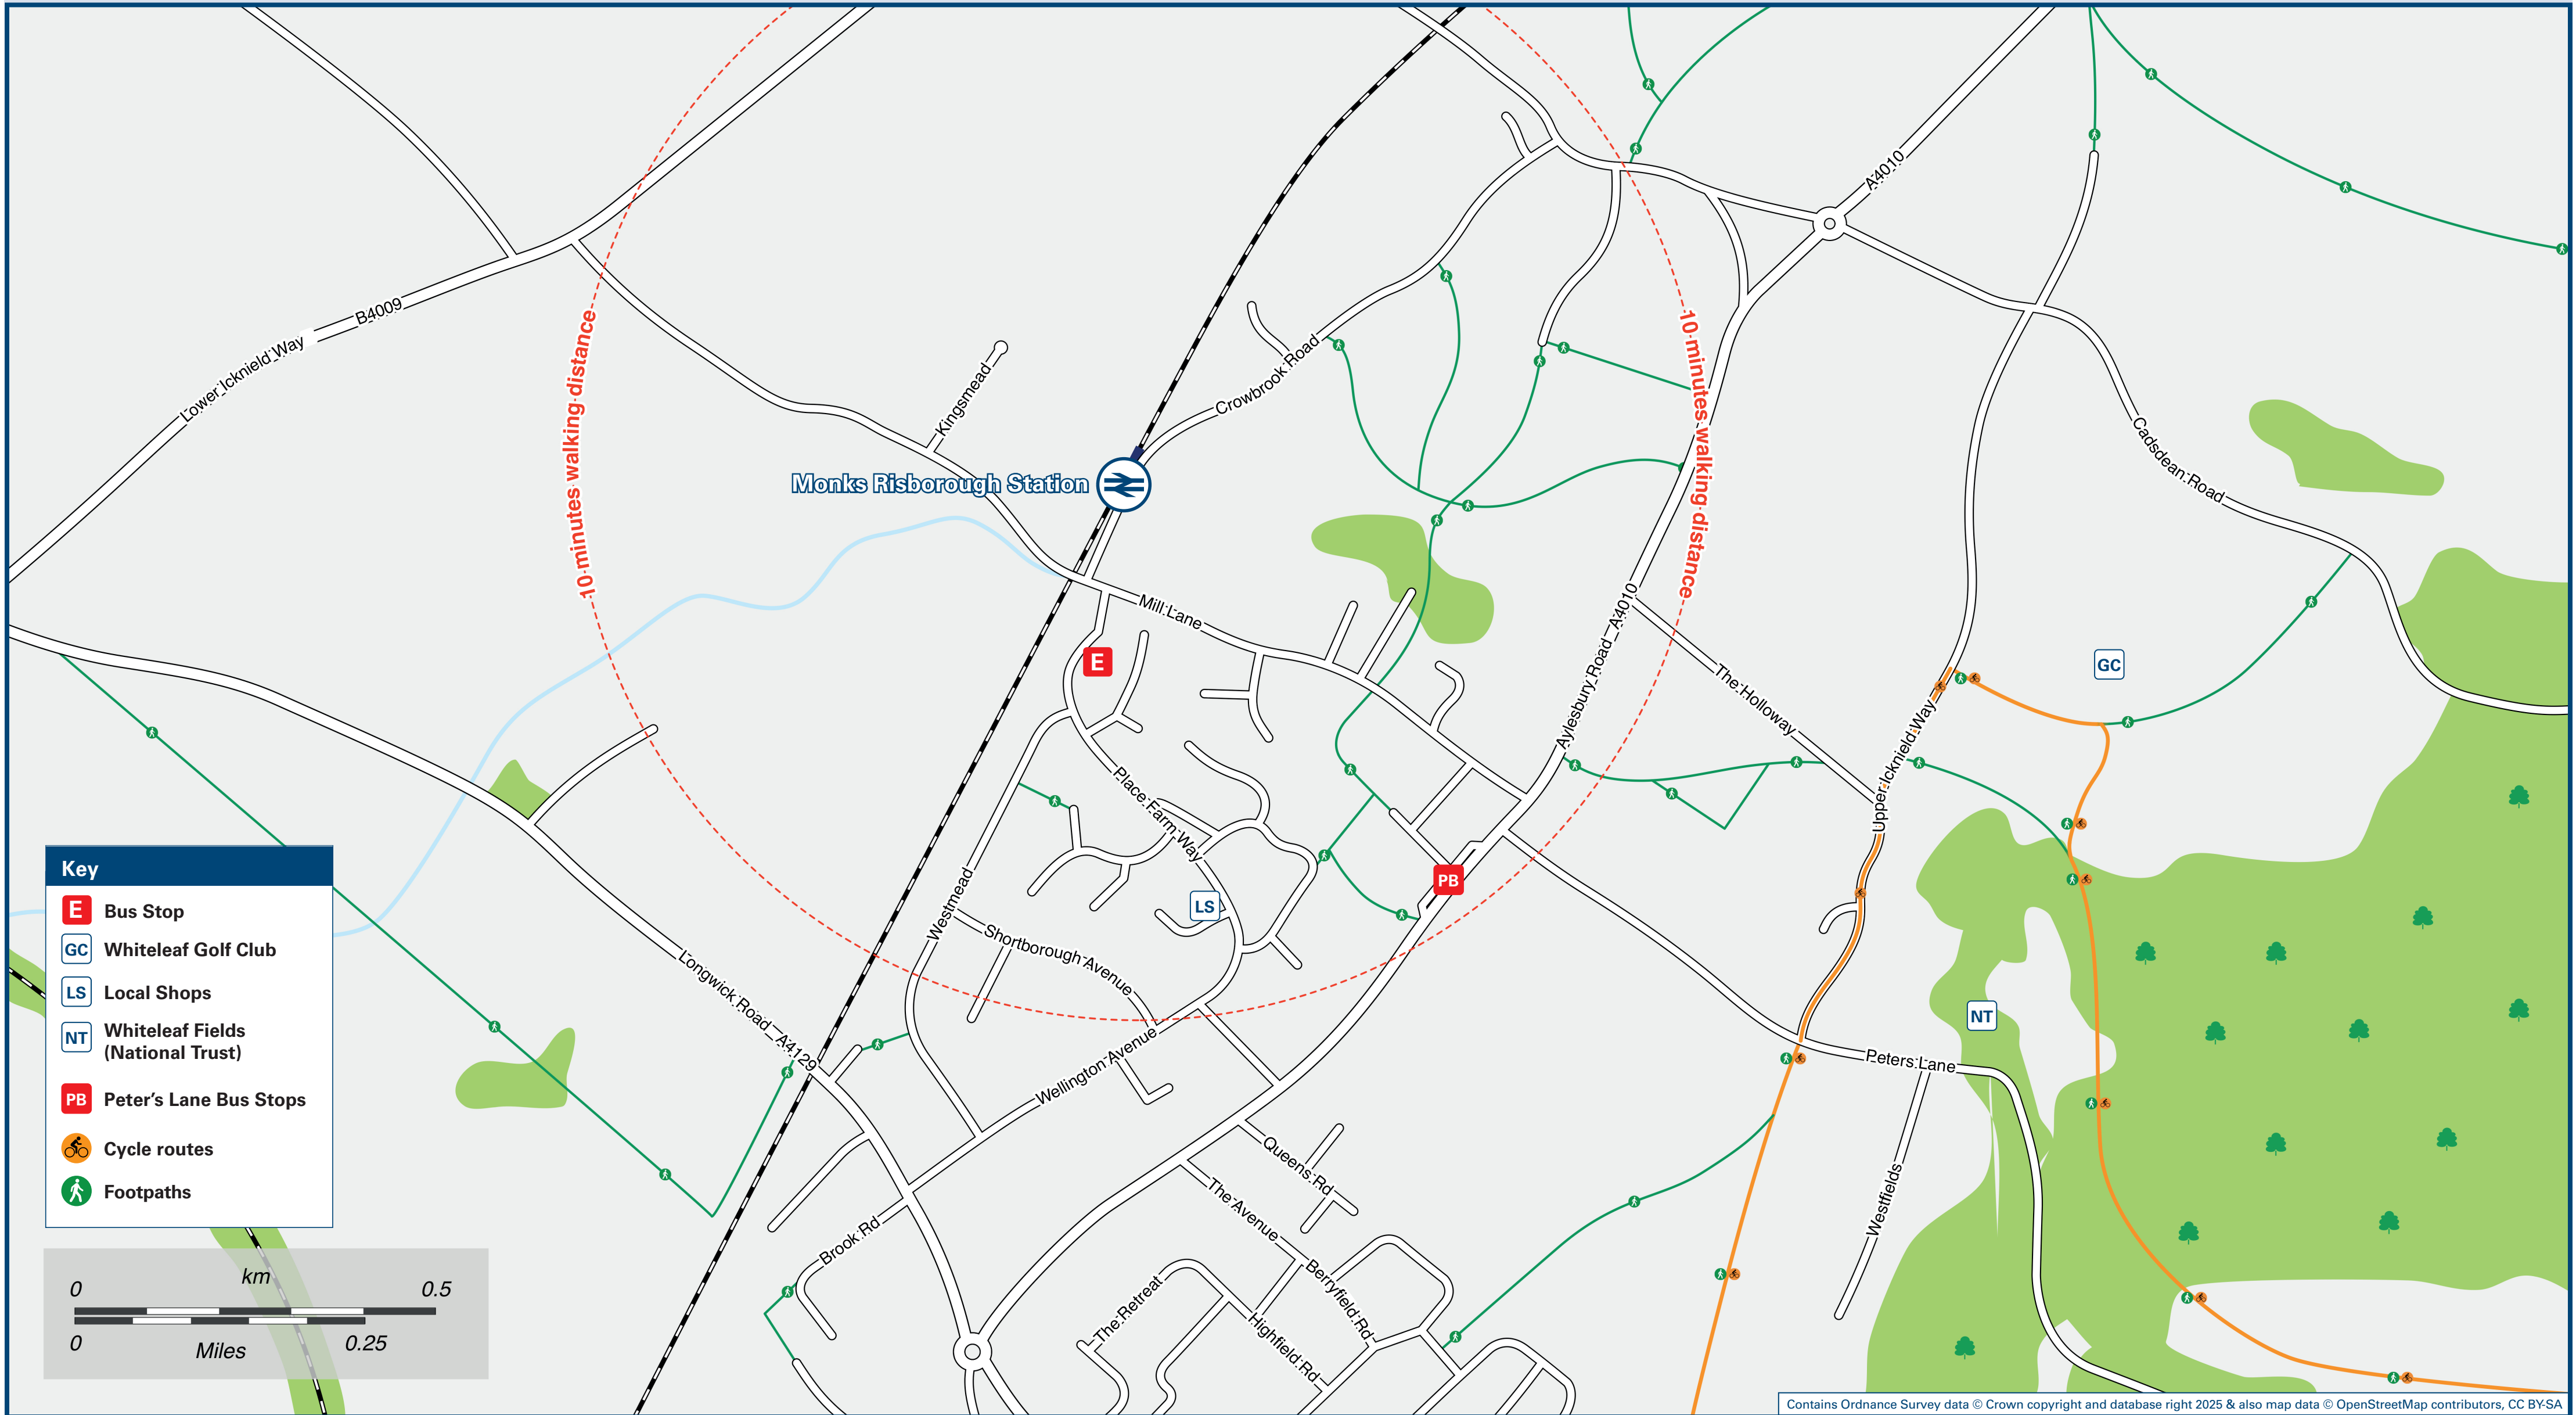 A4010
B4009
Lower Icknield Way
10 minutes walking distance
10 minutes walking distance
Kingsmead
Crowbrook Road
Cadsdean Road
Monks Risborough Station
Mill Lane
Aylesbury Road A4010
The Holloway
E
GC
Upper Icknield Way
Place Farm Way
Westmead
LS
PB
Shortborough Avenue
Longwick Road A4129
NT
Peters Lane
Wellington Avenue
Queens Rd
The Avenue
Westfields
Brook Rd
Berryfield Rd
The Retreat
Highfield Rd
Key
E Bus Stop
GC Whiteleaf Golf Club
LS Local Shops
NT Whiteleaf Fields
(National Trust)
PB Peter's Lane Bus Stops
Cycle routes
Footpaths
km
0 0.5
0 0.25
Miles
Contains Ordnance Survey data © Crown copyright and database right 2025 & also map data © OpenStreetMap contributors, CC BY-SA